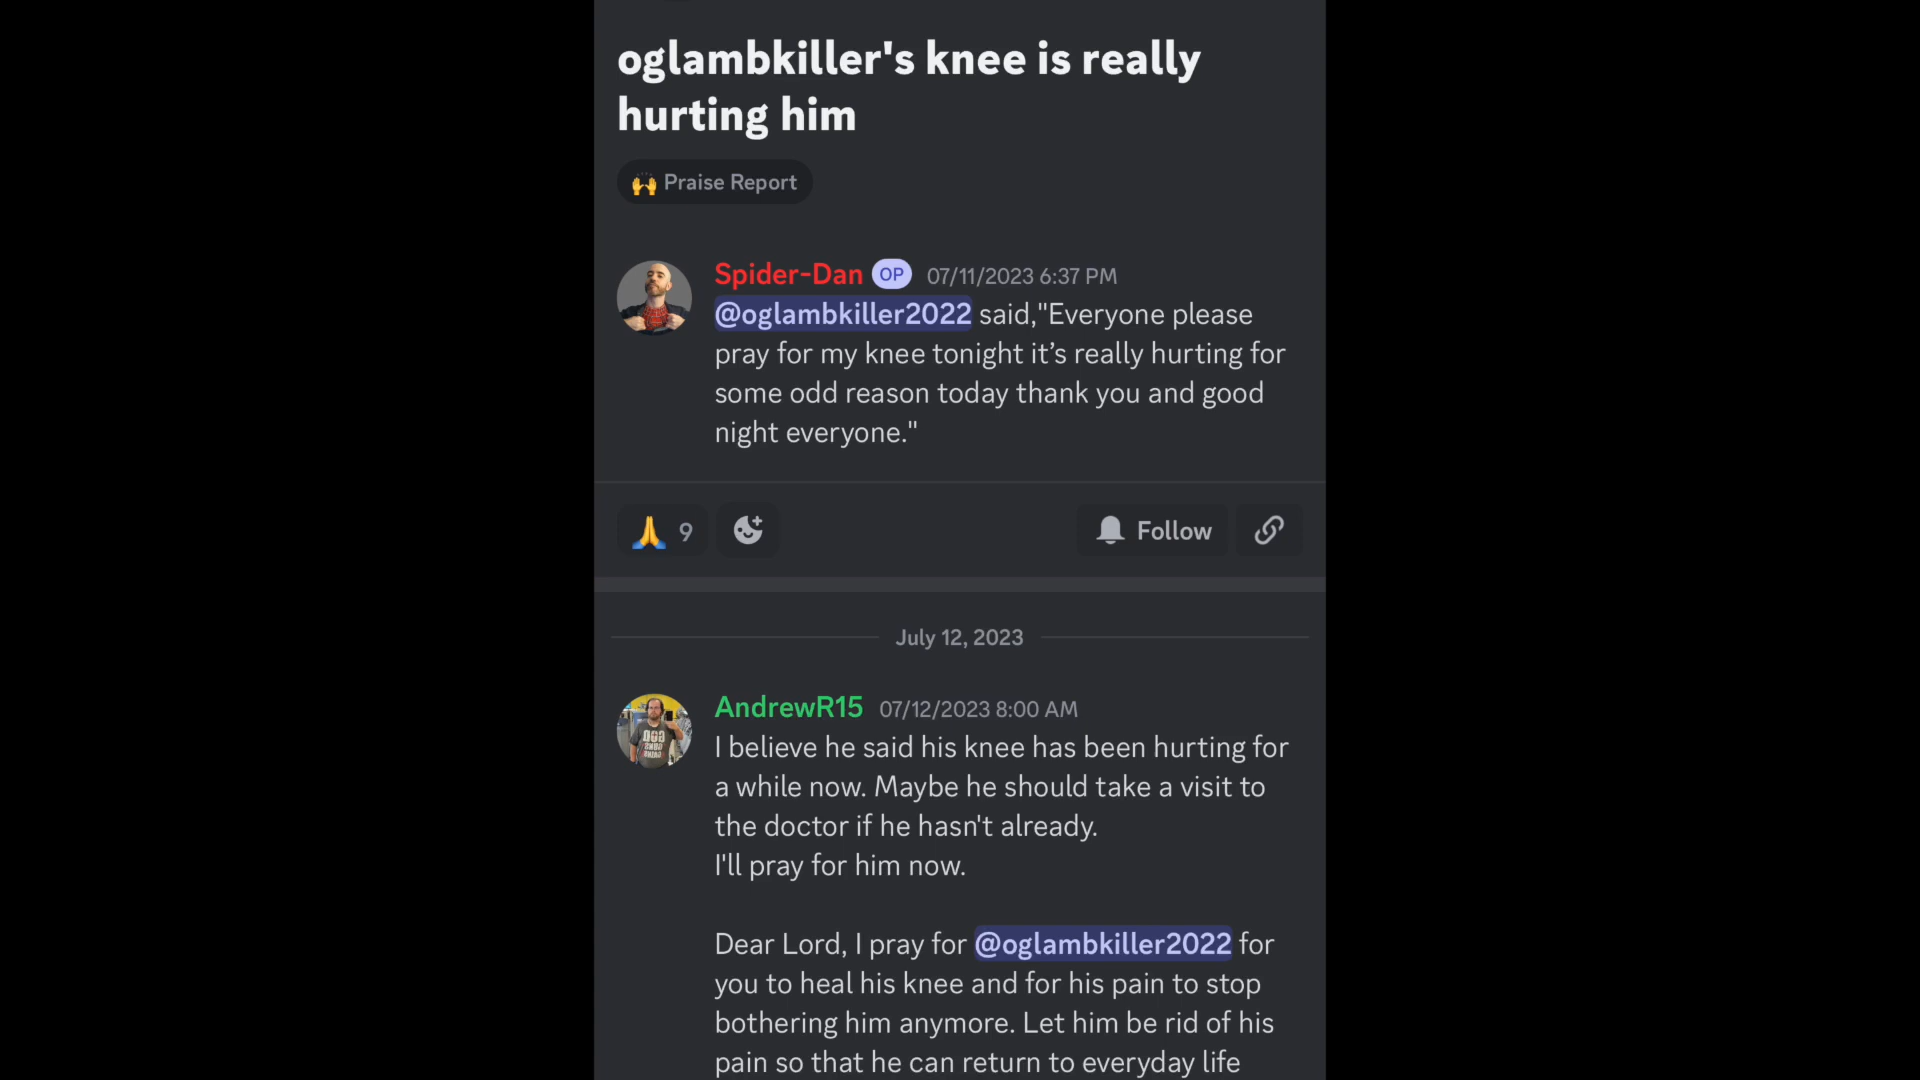 oglambkiller's knee is really
hurting him
Praise Report
Spider-Dan OP 07/11/2023 6:37 PM
@oglambkiller2022 said,"Everyone please
pray for my knee tonight it’s really hurting for
some odd reason today thank you and good
night everyone."
9
Follow
July 12, 2023
AndrewR15 07/12/2023 8:00 AM
I believe he said his knee has been hurting for
a while now. Maybe he should take a visit to
the doctor if he hasn't already.
I'll pray for him now.
Dear Lord, I pray for @oglambkiller2022 for
you to heal his knee and for his pain to stop
bothering him anymore. Let him be rid of his
pain so that he can return to everyday life